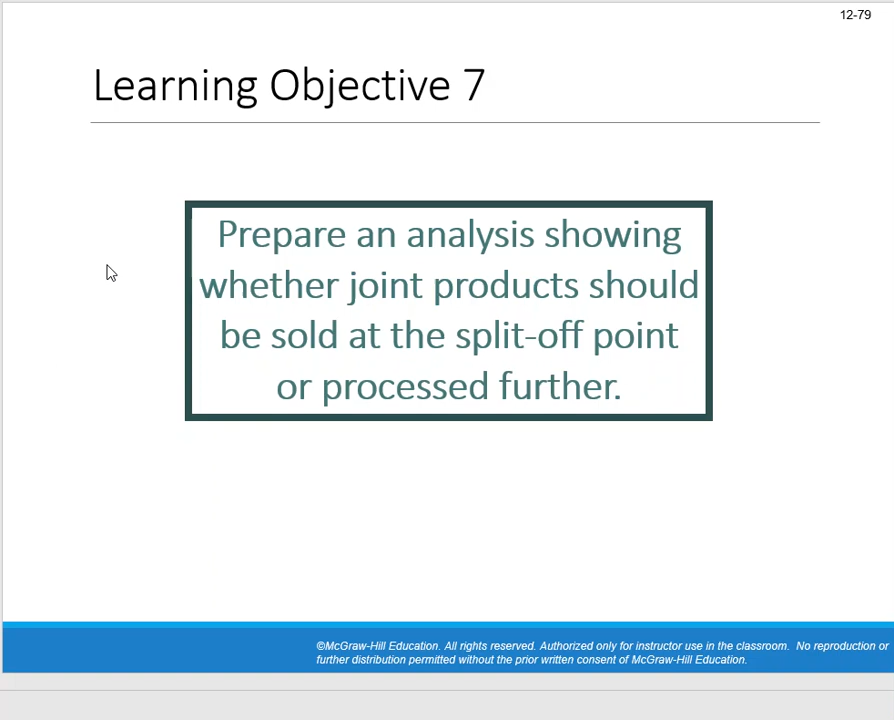 12-79
Learning Objective 7
Prepare an analysis showing
whether joint products should
be sold at the split-off point
or processed further.
©McGraw-Hill Education. All rights reserved. Authorized only for instructor use in the classroom.  No reproduction or
further distribution permitted without the prior written consent of McGraw-Hill Education.